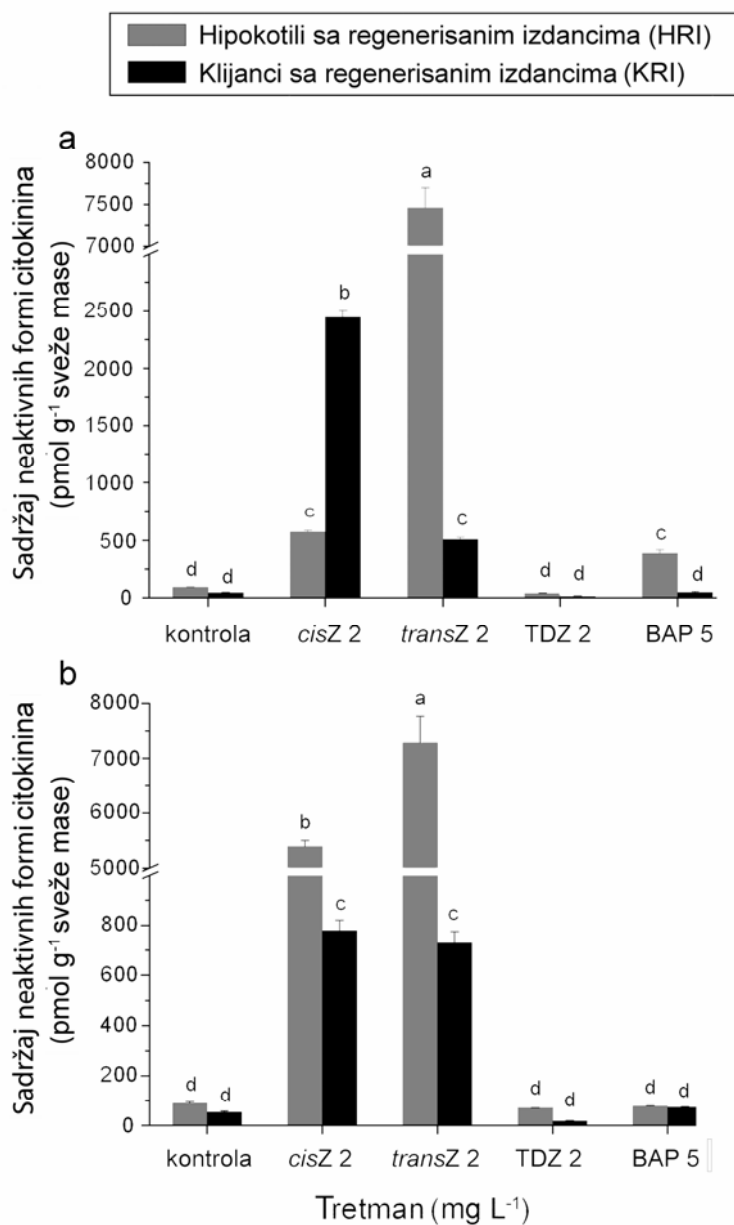 Hipokotili sa regenerisanim izdancima (HRI)
Klijanci sa regenerisanim izdancima (KRI)
a
Sadržaj neaktivnih formi citokinina
(pmol g⁻¹ sveže mase)
8000
7500
7000
2500
2000
1500
1000
500
0
d d c b a c d d c d
kontrola cisZ 2 transZ 2 TDZ 2 BAP 5
b
Sadržaj neaktivnih formi citokinina
(pmol g⁻¹ sveže mase)
8000
7000
6000
5000
800
600
400
200
0
d d b c a c d d d d
kontrola cisZ 2 transZ 2 TDZ 2 BAP 5
Tretman (mg L⁻¹)